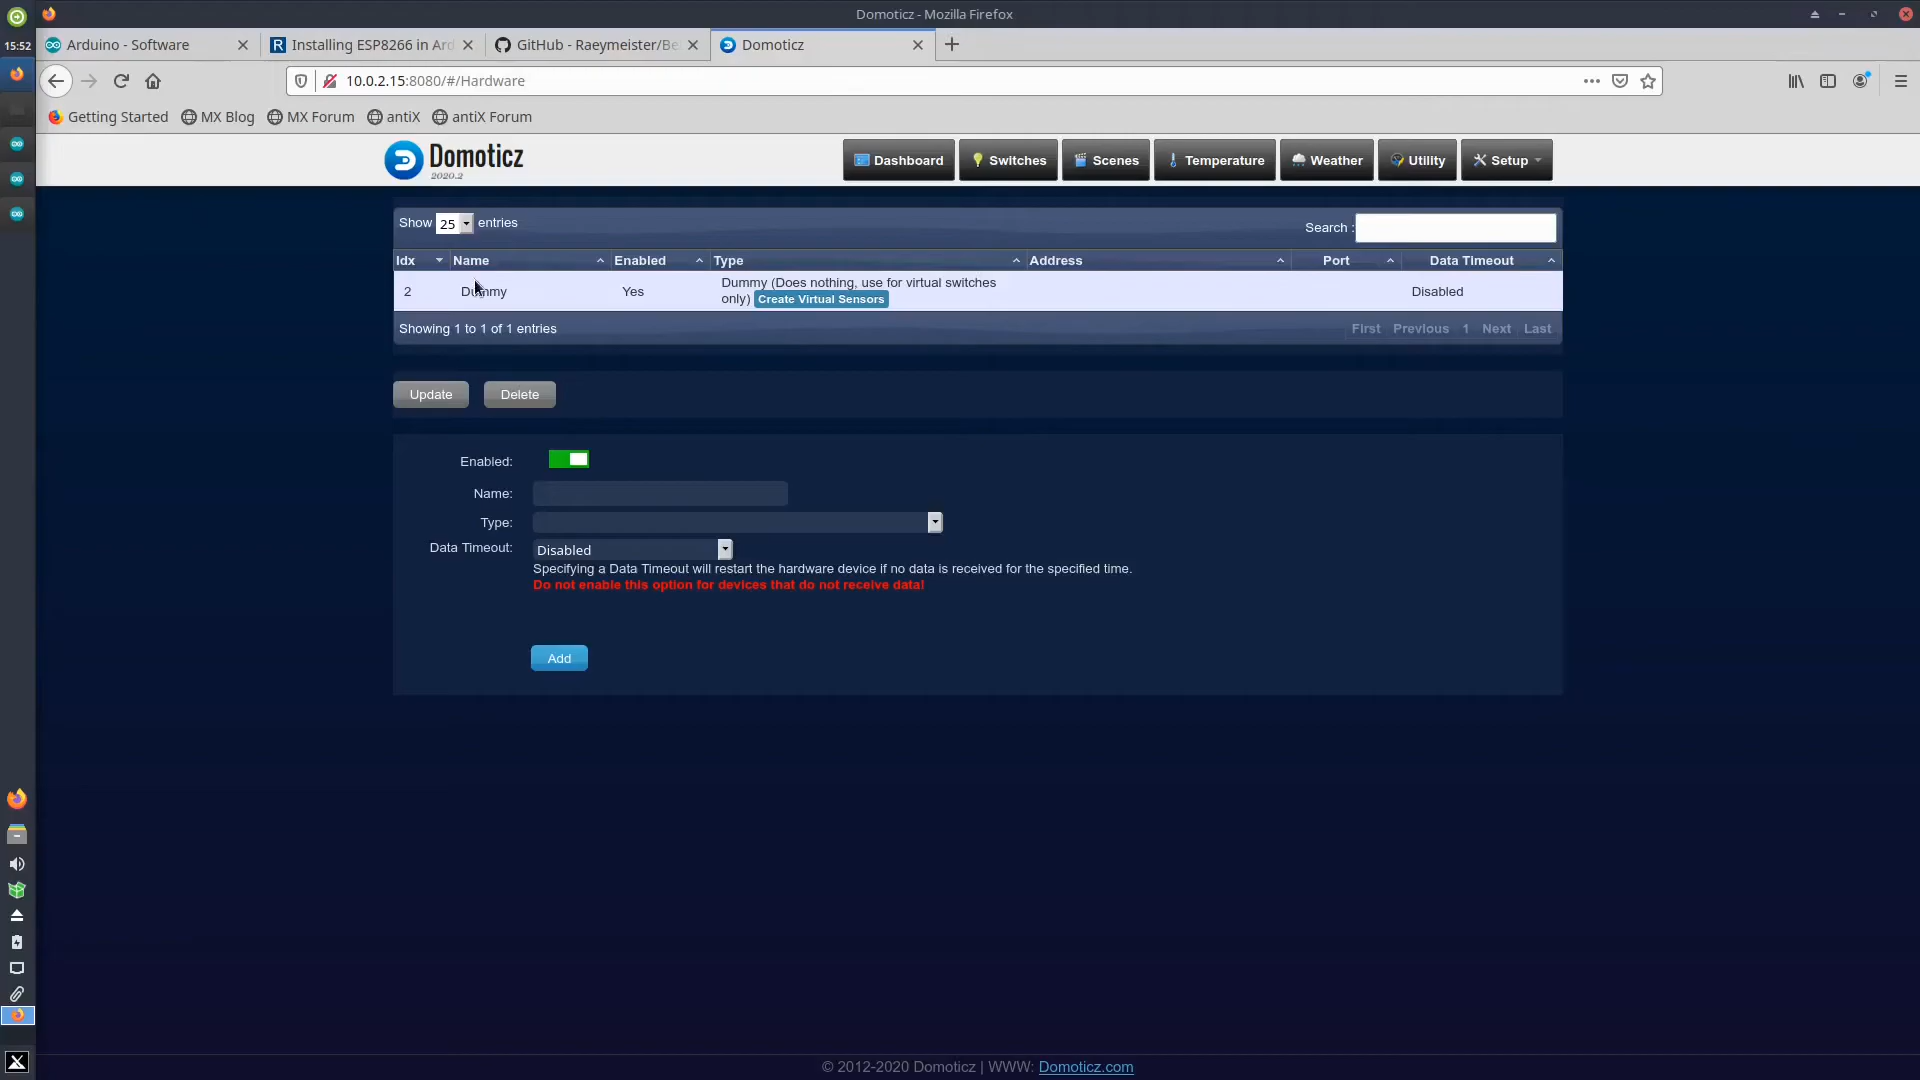 Domoticz - Mozilla Firefox
15:52
Arduino - Software
Installing ESP8266 in Ard
GitHub - Raeymeister/Be
Domoticz
10.0.2.15:8080/#/Hardware
Getting Started
MX Blog
MX Forum
antiX
antiX Forum
Domoticz
2020.2
Dashboard
Switches
Scenes
Temperature
Weather
Utility
Setup
Show 25 entries
Search :
Idx Name Enabled Type Address Port Data Timeout
2 Dummy Yes Dummy (Does nothing, use for virtual switches
only) Create Virtual Sensors Disabled
Showing 1 to 1 of 1 entries
First Previous 1 Next Last
Update
Delete
Enabled:
Name:
Type:
Data Timeout: Disabled
Specifying a Data Timeout will restart the hardware device if no data is received for the specified time.
Do not enable this option for devices that do not receive data!
Add
© 2012-2020 Domoticz | WWW: Domoticz.com